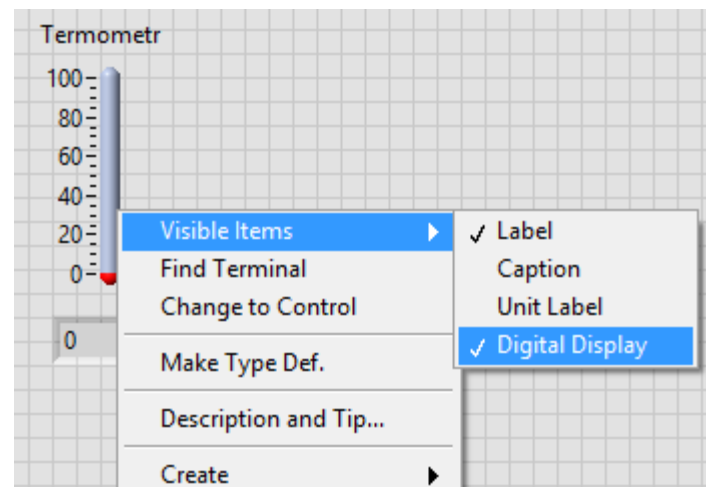 Termometr
100
80
60
40
20
0
0
Visible Items
Find Terminal
Change to Control
Make Type Def.
Description and Tip...
Create
Label
Caption
Unit Label
Digital Display